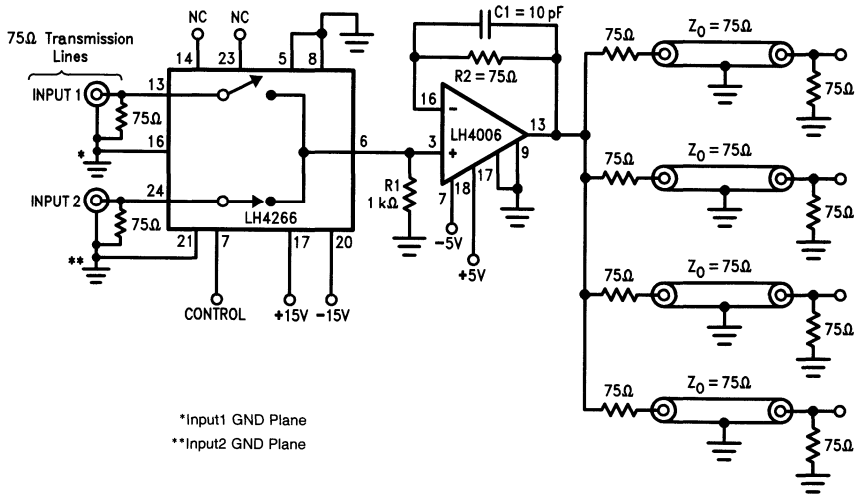 NC NC
C1 = 10 pF
Z0 = 75Ω
75Ω Transmission
Lines
14 23 5 8
75Ω
75Ω
R2 = 75Ω
INPUT 1
13
75Ω
16
*
16
LH4006
13
6
3
-
+
9
17
18
7
R1
1 kΩ
-5V
+5V
Z0 = 75Ω
75Ω
75Ω
INPUT 2
24
75Ω
LH4266
21 7 17 20
**
CONTROL +15V -15V
Z0 = 75Ω
75Ω
75Ω
Z0 = 75Ω
75Ω
75Ω
*Input1 GND Plane
**Input2 GND Plane